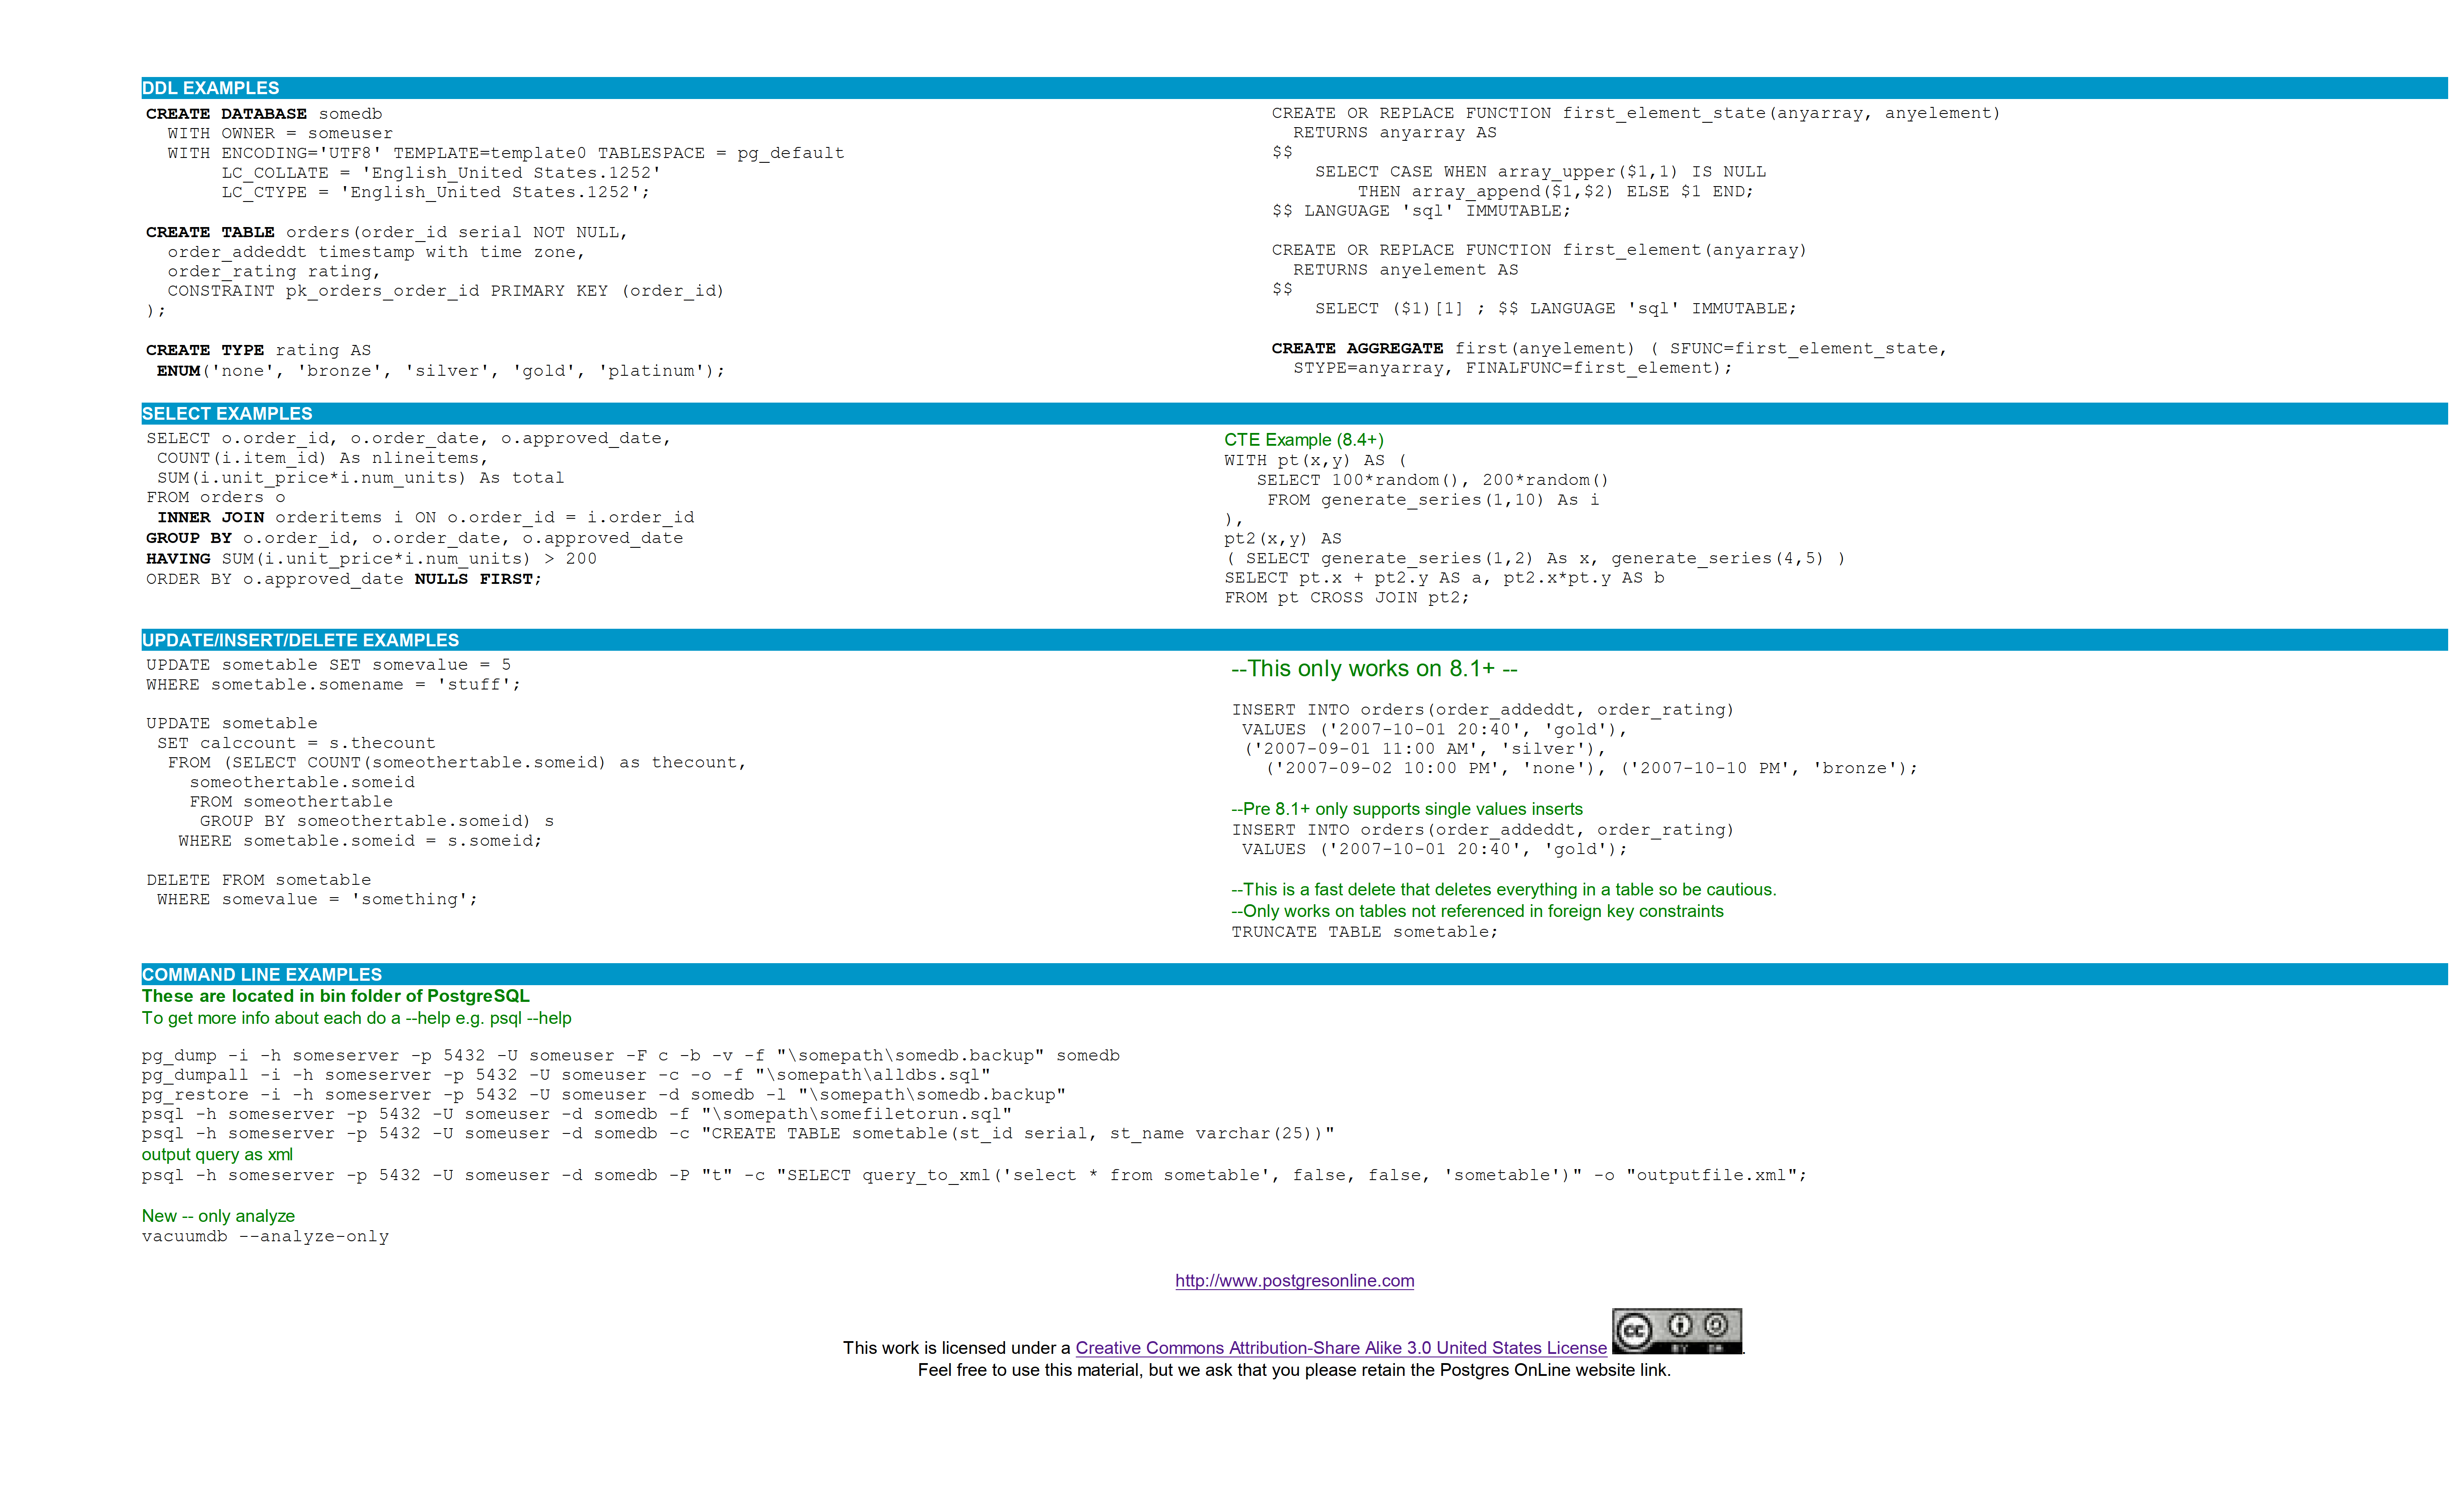 DDL EXAMPLES
CREATE DATABASE somedb
  WITH OWNER = someuser
  WITH ENCODING='UTF8' TEMPLATE=template0 TABLESPACE = pg_default
       LC_COLLATE = 'English_United States.1252'
       LC_CTYPE = 'English_United States.1252';
CREATE TABLE orders(order_id serial NOT NULL,
  order_addeddt timestamp with time zone,
  order_rating rating,
  CONSTRAINT pk_orders_order_id PRIMARY KEY (order_id)
);
CREATE TYPE rating AS
 ENUM('none', 'bronze', 'silver', 'gold', 'platinum');
CREATE OR REPLACE FUNCTION first_element_state(anyarray, anyelement)
  RETURNS anyarray AS
$$
    SELECT CASE WHEN array_upper($1,1) IS NULL
        THEN array_append($1,$2) ELSE $1 END;
$$ LANGUAGE 'sql' IMMUTABLE;
CREATE OR REPLACE FUNCTION first_element(anyarray)
  RETURNS anyelement AS
$$
    SELECT ($1)[1] ; $$ LANGUAGE 'sql' IMMUTABLE;
CREATE AGGREGATE first(anyelement) ( SFUNC=first_element_state,
  STYPE=anyarray, FINALFUNC=first_element);
SELECT EXAMPLES
SELECT o.order_id, o.order_date, o.approved_date,
 COUNT(i.item_id) As nlineitems,
 SUM(i.unit_price*i.num_units) As total
FROM orders o
 INNER JOIN orderitems i ON o.order_id = i.order_id
GROUP BY o.order_id, o.order_date, o.approved_date
HAVING SUM(i.unit_price*i.num_units) > 200
ORDER BY o.approved_date NULLS FIRST;
CTE Example (8.4+)
WITH pt(x,y) AS (
   SELECT 100*random(), 200*random()
    FROM generate_series(1,10) As i
),
pt2(x,y) AS
( SELECT generate_series(1,2) As x, generate_series(4,5) )
SELECT pt.x + pt2.y AS a, pt2.x*pt.y AS b
FROM pt CROSS JOIN pt2;
UPDATE/INSERT/DELETE EXAMPLES
UPDATE sometable SET somevalue = 5
WHERE sometable.somename = 'stuff';
UPDATE sometable
 SET calccount = s.thecount
  FROM (SELECT COUNT(someothertable.someid) as thecount,
    someothertable.someid
    FROM someothertable
     GROUP BY someothertable.someid) s
   WHERE sometable.someid = s.someid;
DELETE FROM sometable
 WHERE somevalue = 'something';
--This only works on 8.1+ --
INSERT INTO orders(order_addeddt, order_rating)
 VALUES ('2007-10-01 20:40', 'gold'),
 ('2007-09-01 11:00 AM', 'silver'),
   ('2007-09-02 10:00 PM', 'none'), ('2007-10-10 PM', 'bronze');
--Pre 8.1+ only supports single values inserts
INSERT INTO orders(order_addeddt, order_rating)
 VALUES ('2007-10-01 20:40', 'gold');
--This is a fast delete that deletes everything in a table so be cautious.
--Only works on tables not referenced in foreign key constraints
TRUNCATE TABLE sometable;
COMMAND LINE EXAMPLES
These are located in bin folder of PostgreSQL
To get more info about each do a --help e.g. psql --help
pg_dump -i -h someserver -p 5432 -U someuser -F c -b -v -f "\somepath\somedb.backup" somedb
pg_dumpall -i -h someserver -p 5432 -U someuser -c -o -f "\somepath\alldbs.sql"
pg_restore -i -h someserver -p 5432 -U someuser -d somedb -l "\somepath\somedb.backup"
psql -h someserver -p 5432 -U someuser -d somedb -f "\somepath\somefiletorun.sql"
psql -h someserver -p 5432 -U someuser -d somedb -c "CREATE TABLE sometable(st_id serial, st_name varchar(25))"
output query as xml
psql -h someserver -p 5432 -U someuser -d somedb -P "t" -c "SELECT query_to_xml('select * from sometable', false, false, 'sometable')" -o "outputfile.xml";
New -- only analyze
vacuumdb --analyze-only
http://www.postgresonline.com
This work is licensed under a Creative Commons Attribution-Share Alike 3.0 United States License cc BY SA.
Feel free to use this material, but we ask that you please retain the Postgres OnLine website link.